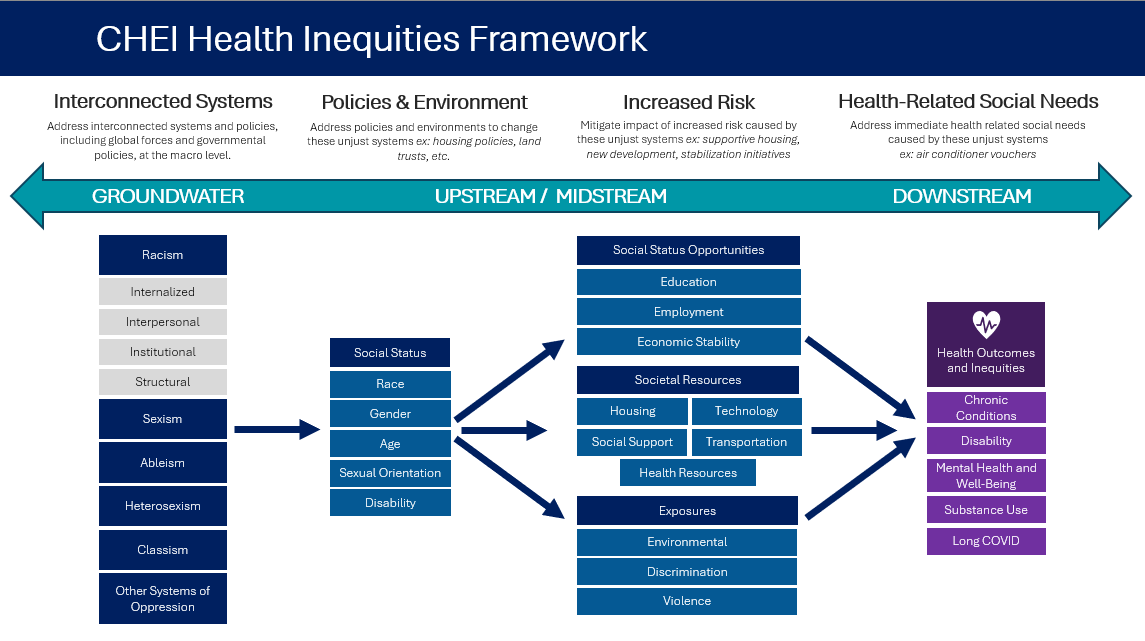 CHEI Health Inequities Framework
Interconnected Systems
Address interconnected systems and policies,
including global forces and governmental
policies, at the macro level.
Policies & Environment
Address policies and environments to change
these unjust systems ex: housing policies, land
trusts, etc.
Increased Risk
Mitigate impact of increased risk caused by
these unjust systems ex: supportive housing,
new development, stabilization initiatives
Health-Related Social Needs
Address immediate health related social needs
caused by these unjust systems
ex: air conditioner vouchers
GROUNDWATER
UPSTREAM / MIDSTREAM
DOWNSTREAM
Racism
Internalized
Interpersonal
Institutional
Structural
Sexism
Ableism
Heterosexism
Classism
Other Systems of
Oppression
Social Status
Race
Gender
Age
Sexual Orientation
Disability
Social Status Opportunities
Education
Employment
Economic Stability
Societal Resources
Housing
Technology
Social Support
Transportation
Health Resources
Exposures
Environmental
Discrimination
Violence
Health Outcomes
and Inequities
Chronic
Conditions
Disability
Mental Health and
Well-Being
Substance Use
Long COVID